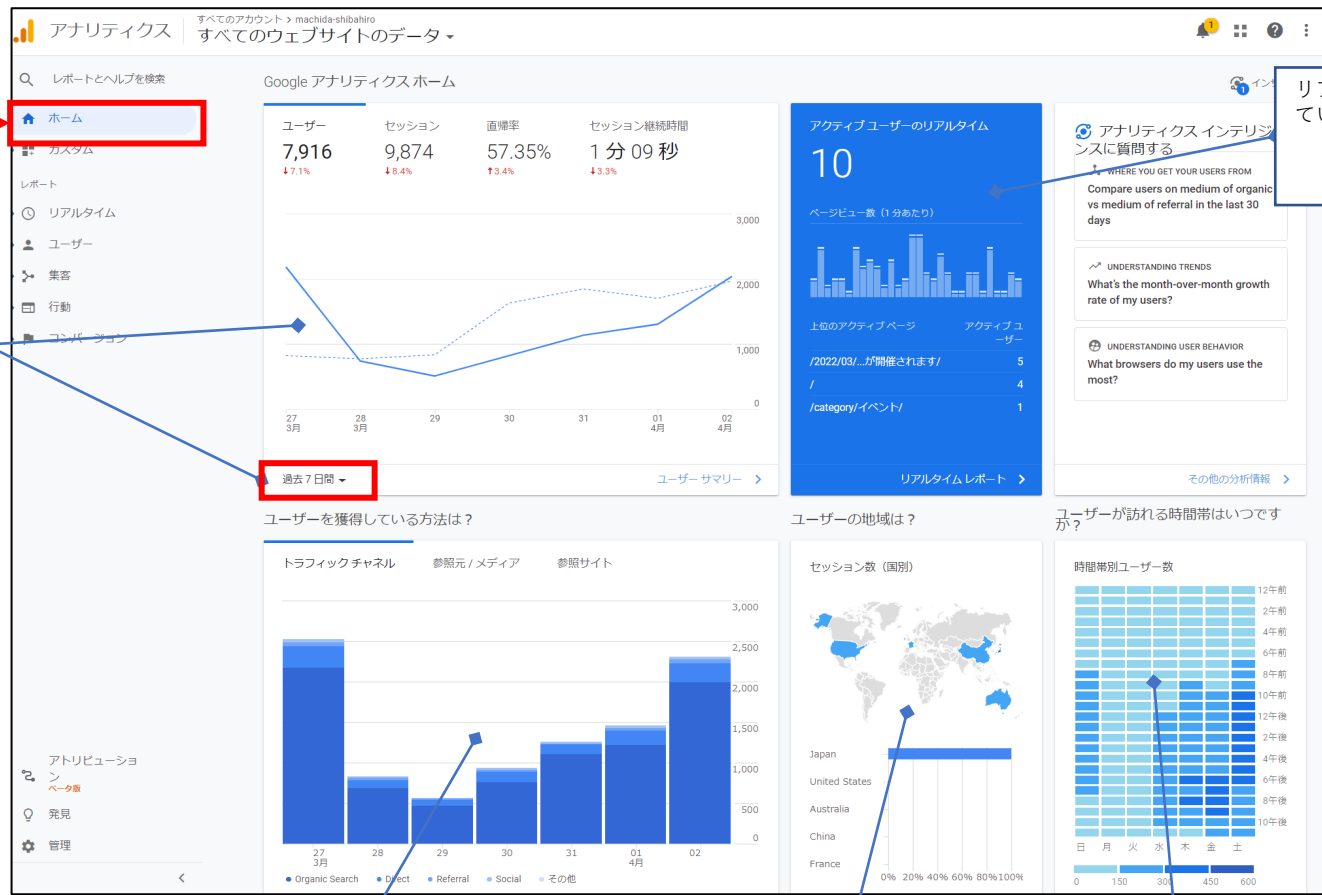 アナリティクス
すべてのアカウント > machida-shibahiro
すべてのウェブサイトのデータ
1
レポートとヘルプを検索
ホーム
カスタム
レポート
リアルタイム
ユーザー
集客
行動
コンバージョン
アトリビューショ
ン
ベータ版
発見
管理
Google アナリティクス ホーム
1
ユーザー
セッション
直帰率
セッション継続時間
7,916
9,874
57.35%
1 分 09 秒
↓7.1%
↓8.4%
↑3.4%
↓3.3%
3,000
2,000
1,000
0
27 28 29 30 31 01 02
3月 3月 4月 4月
過去 7 日間
ユーザー サマリー
アクティブ ユーザーのリアルタイム
10
ページビュー数（1 分あたり）
上位のアクティブ ページ
アクティブ ユ
ーザー
/2022/03/...が開催されます/ 5
/ 4
/category/イベント/ 1
リアルタイム レポート
アナリティクス インテリジ
ンスに質問する
WHERE YOU GET YOUR USERS FROM
Compare users on medium of organic
vs medium of referral in the last 30
days
UNDERSTANDING TRENDS
What's the month-over-month growth
rate of my users?
UNDERSTANDING USER BEHAVIOR
What browsers do my users use the
most?
その他の分析情報
ユーザーを獲得している方法は？
トラフィック チャネル
参照元 / メディア
参照サイト
3,000
2,500
2,000
1,500
1,000
500
0
27 28 29 30 31 01 02
3月 4月
Organic Search
Direct
Referral
Social
その他
ユーザーの地域は？
セッション数（国別）
Japan
United States
Australia
China
France
0% 20% 40% 60% 80% 100%
ユーザーが訪れる時間帯はいつです
か？
時間帯別ユーザー数
12午前
2午前
4午前
6午前
8午前
10午前
12午後
2午後
4午後
6午後
8午後
10午後
日 月 火 水 木 金 土
0 150 300 450 600